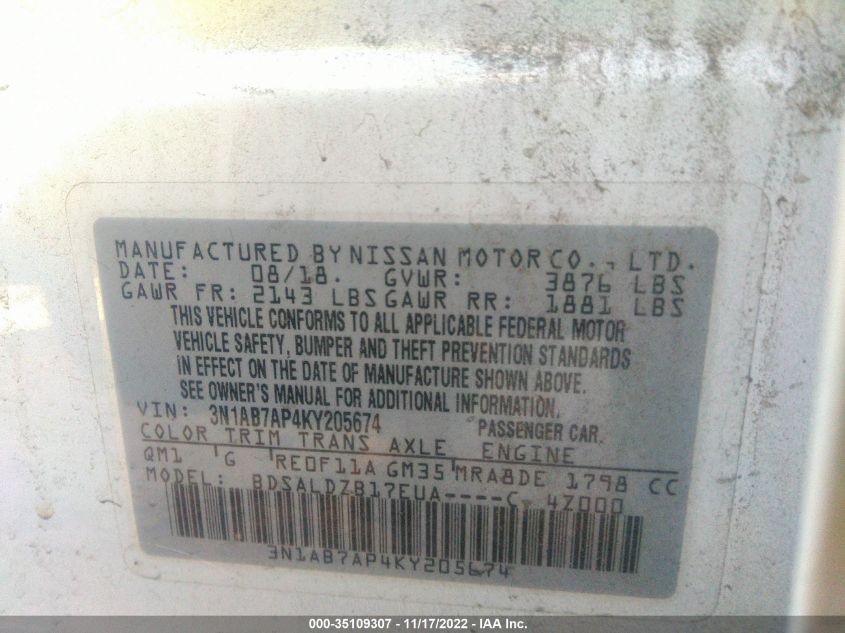 MANUFACTURED BY NISSAN MOTOR CO., LTD.
DATE: 08/18. GVWR: 3876 LBS
GAWR FR: 2143 LBS GAWR RR: 1881 LBS
THIS VEHICLE CONFORMS TO ALL APPLICABLE FEDERAL MOTOR
VEHICLE SAFETY, BUMPER AND THEFT PREVENTION STANDARDS
IN EFFECT ON THE DATE OF MANUFACTURE SHOWN ABOVE.
SEE OWNER'S MANUAL FOR ADDITIONAL INFORMATION.
VIN: 3N1AB7AP4KY205674 PASSENGER CAR.
COLOR TRIM TRANS AXLE ENGINE
QM1 G RE0F11A GM35 MRA8DE 1798 CC
MODEL: BDSALDZB17EUA----C 4Z000
3N1AB7AP4KY205674
000-35109307 - 11/17/2022 - IAA Inc.